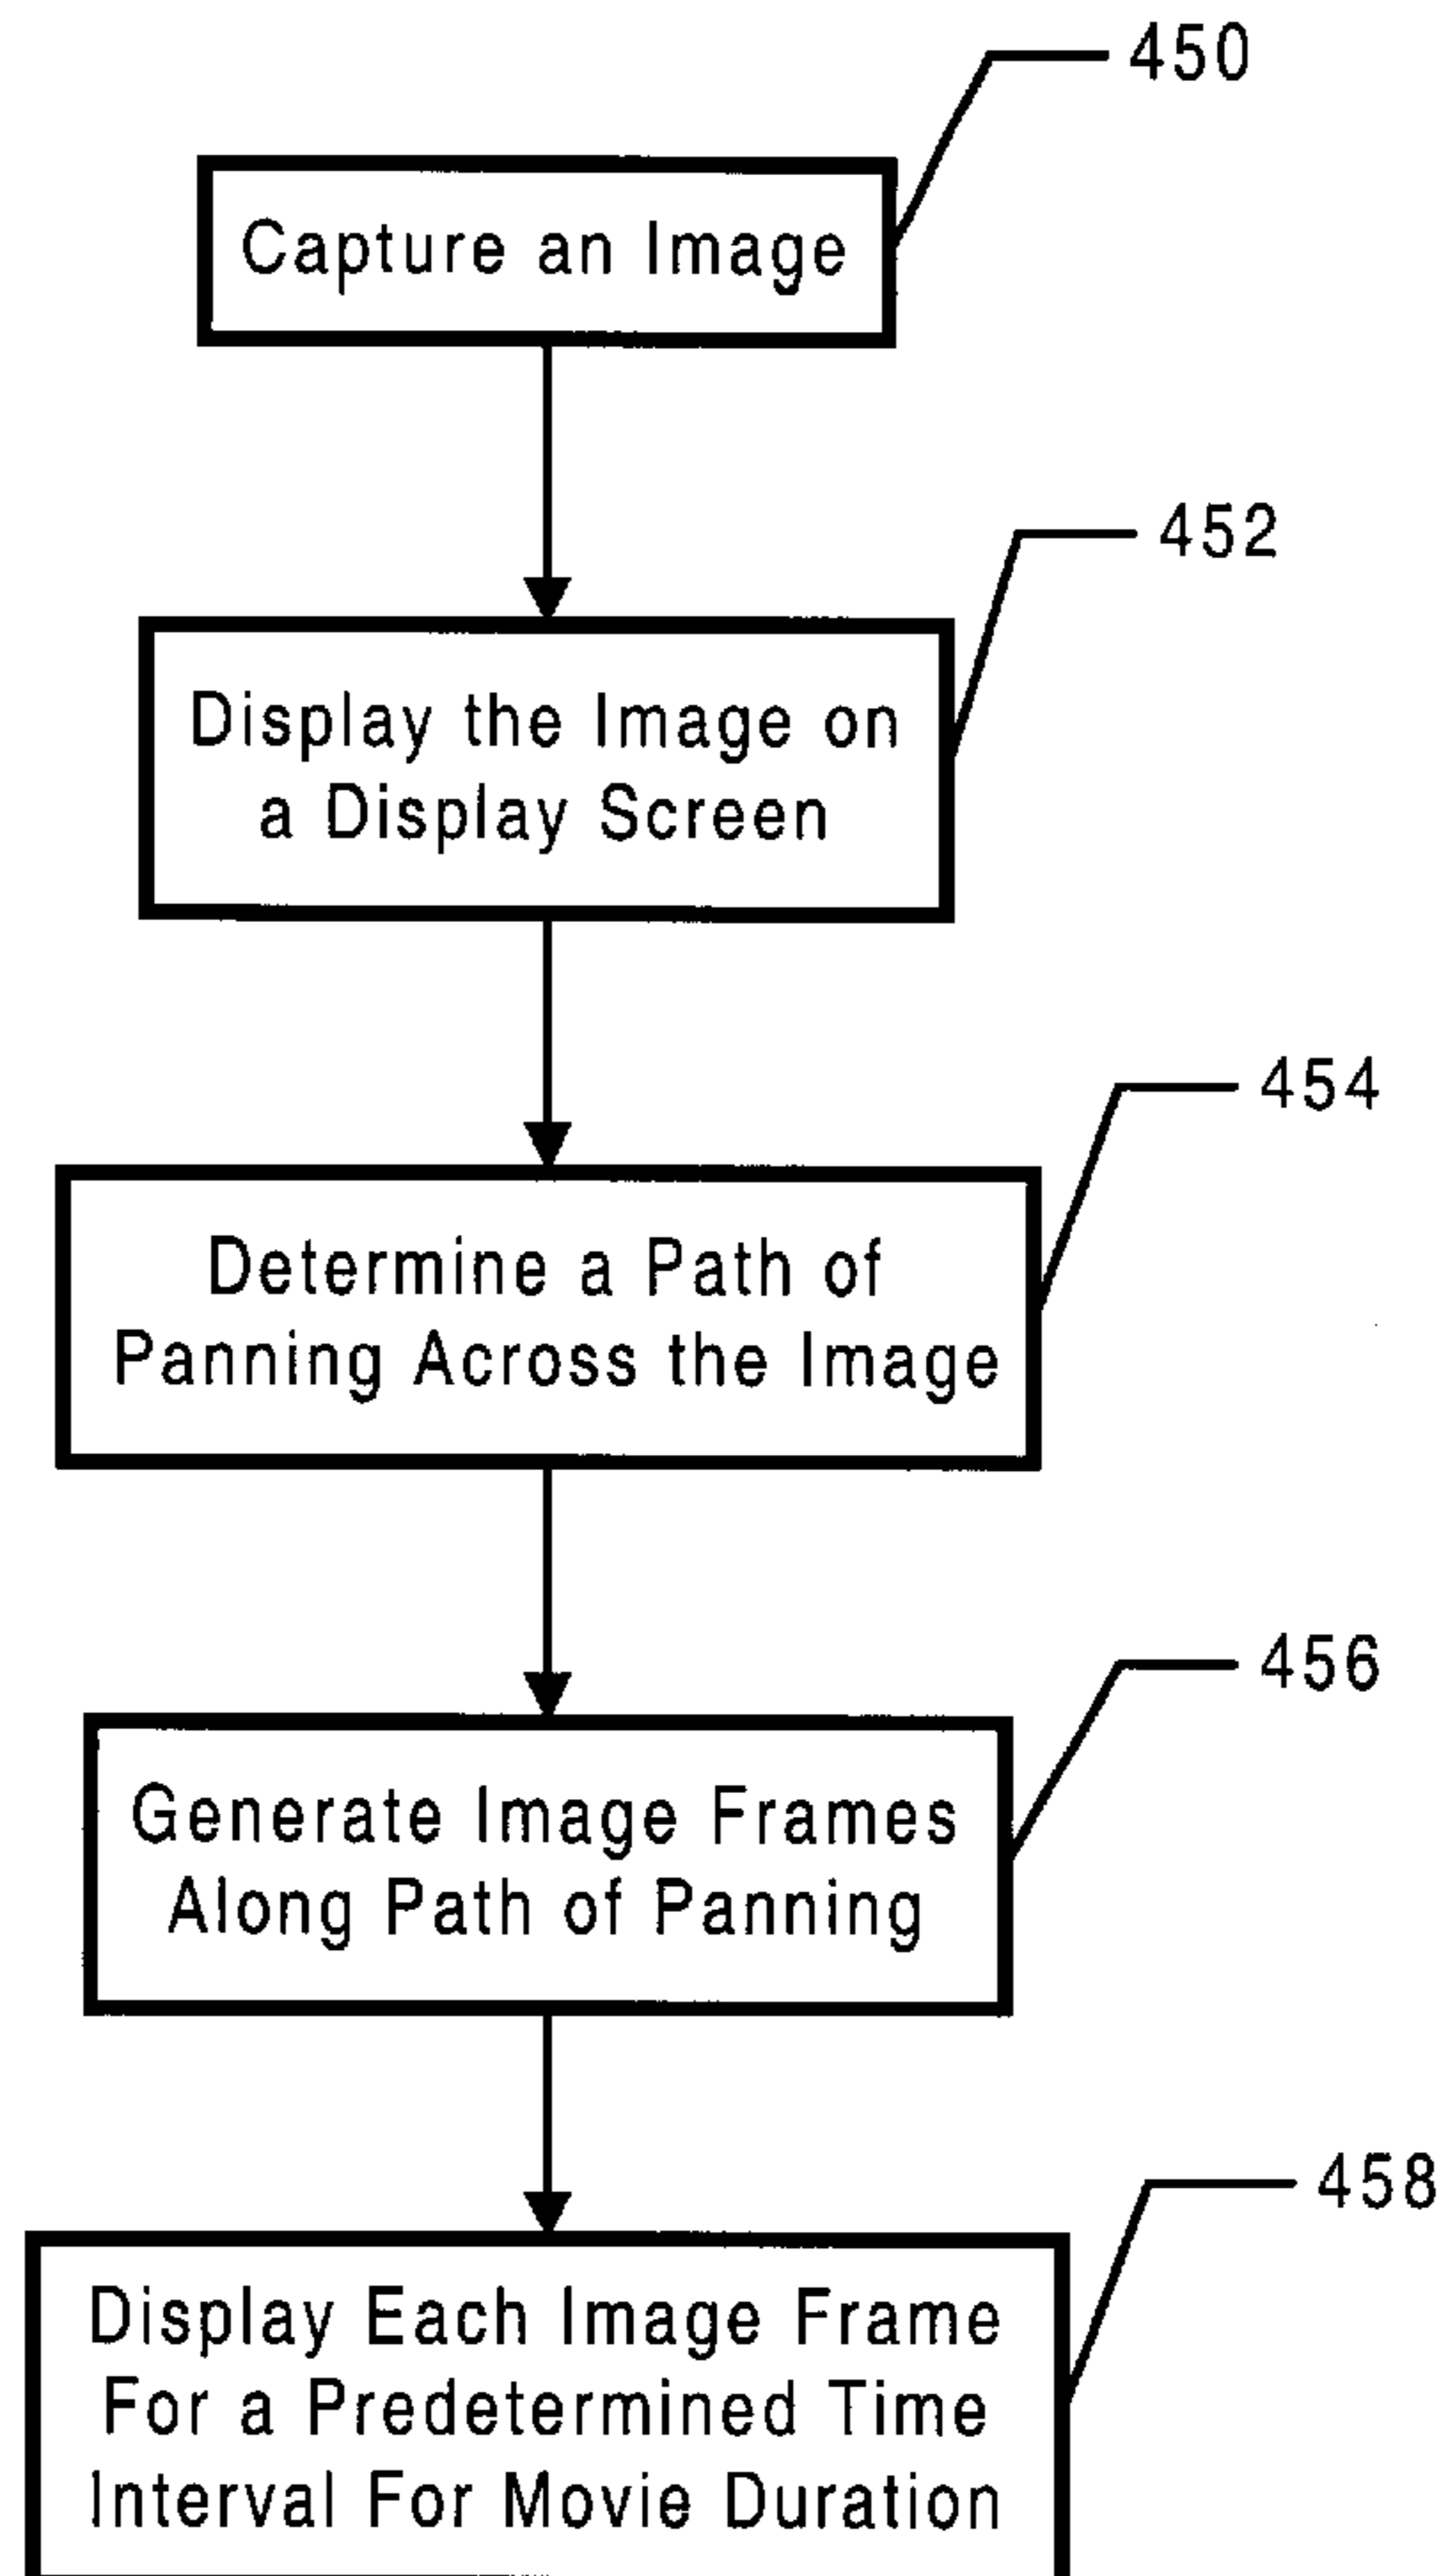 450
Capture an Image
452
Display the Image on
a Display Screen
454
Determine a Path of
Panning Across the Image
456
Generate Image Frames
Along Path of Panning
458
Display Each Image Frame
For a Predetermined Time
Interval For Movie Duration